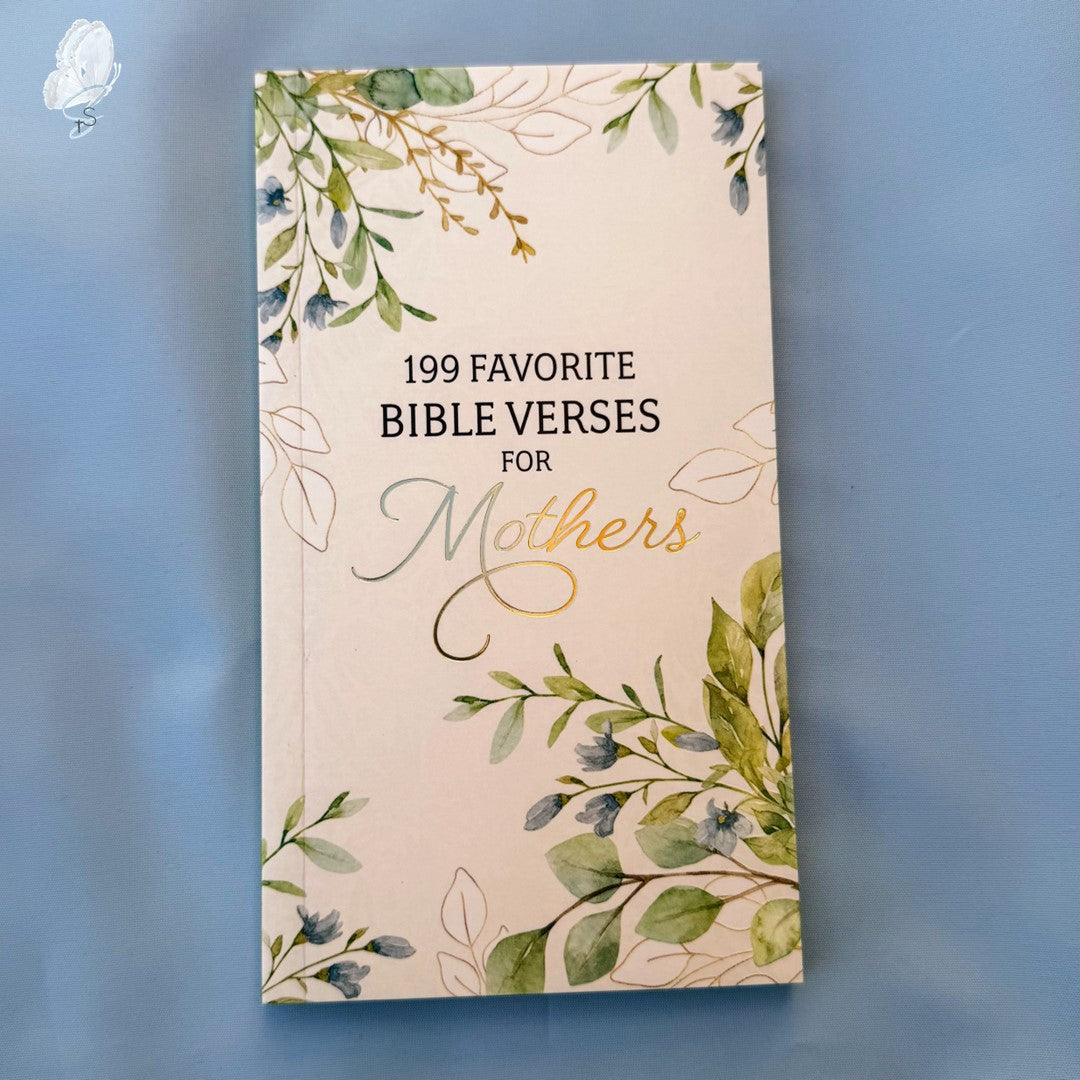 199 FAVORITE
BIBLE VERSES
FOR
Mothers